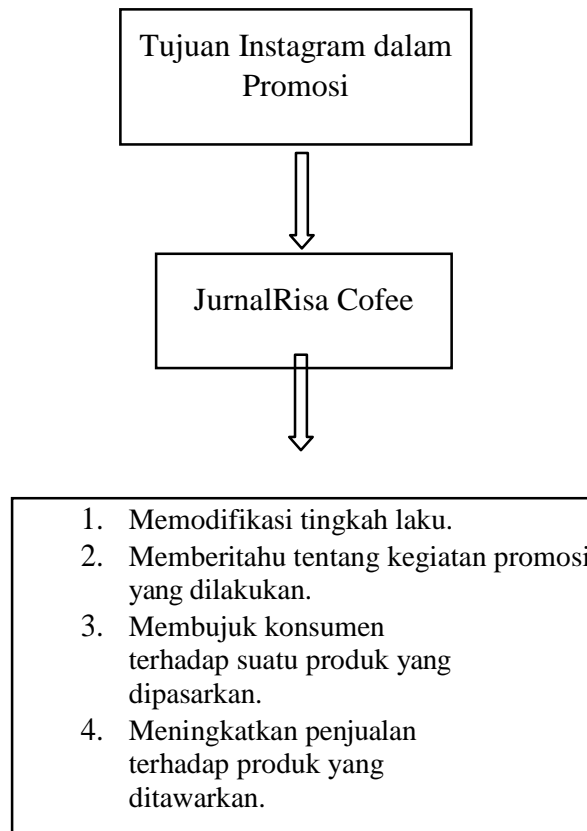 Tujuan Instagram dalam
Promosi
JurnalRisa Cofee
1. Memodifikasi tingkah laku.
2. Memberitahu tentang kegiatan promosi
yang dilakukan.
3. Membujuk konsumen
terhadap suatu produk yang
dipasarkan.
4. Meningkatkan penjualan
terhadap produk yang
ditawarkan.